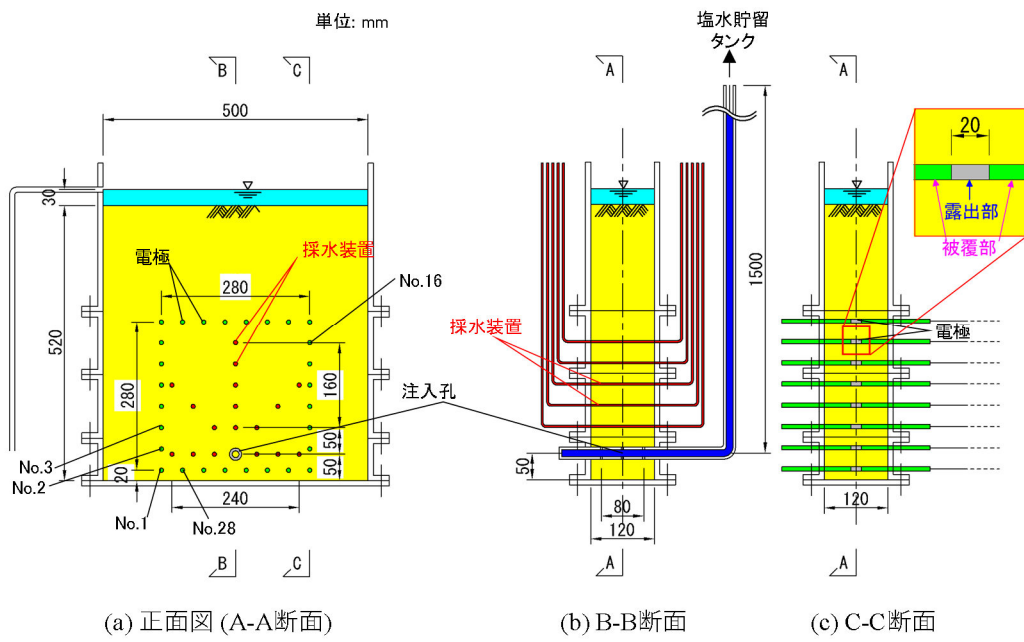 単位: mm
B
C
500
30
520
電極
採水装置
280
No.16
280
160
注入孔
50
50
20
No.3
No.2
No.1
No.28
240
B
C
(a) 正面図 (A-A断面)
塩水貯留
タンク
A
1500
採水装置
50
80
120
A
(b) B-B断面
A
20
露出部
被覆部
電極
120
A
(c) C-C断面